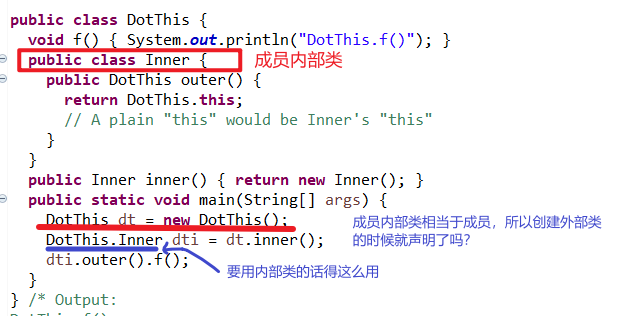 public class DotThis {
void f() { System.out.println("DotThis.f()"); }
public class Inner { 成员内部类
public DotThis outer() {
return DotThis.this;
// A plain "this" would be Inner's "this"
}
}
public Inner inner() { return new Inner(); }
public static void main(String[] args) {
DotThis dt = new DotThis(); 成员内部类相当于成员，所以创建外部类
DotThis.Inner dti = dt.inner(); 的时候就声明了吗?
dti.outer().f();
要用内部类的话得这么用
}
} /* Output: